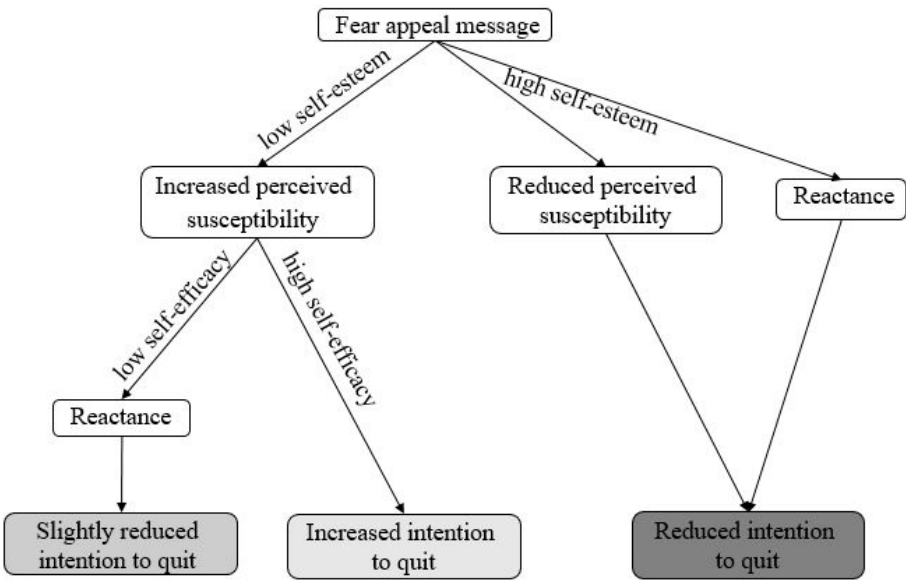 Fear appeal message
low self-esteem
high self-esteem
Increased perceived
susceptibility
Reduced perceived
susceptibility
Reactance
low self-efficacy
high self-efficacy
Reactance
Slightly reduced
intention to quit
Increased intention
to quit
Reduced intention
to quit